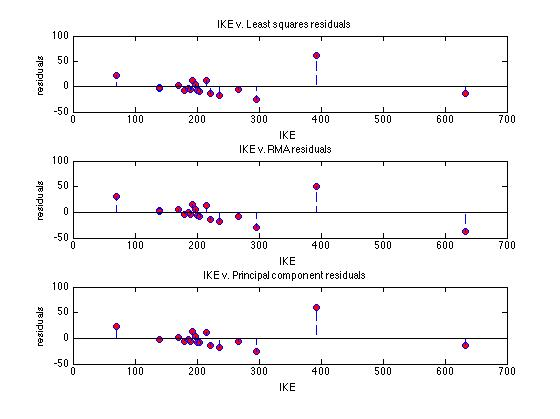 IKE v. Least squares residuals
100
50
0
-50
residuals
0 100 200 300 400 500 600 700
IKE
IKE v. RMA residuals
100
50
0
-50
residuals
0 100 200 300 400 500 600 700
IKE
IKE v. Principal component residuals
100
50
0
-50
residuals
0 100 200 300 400 500 600 700
IKE